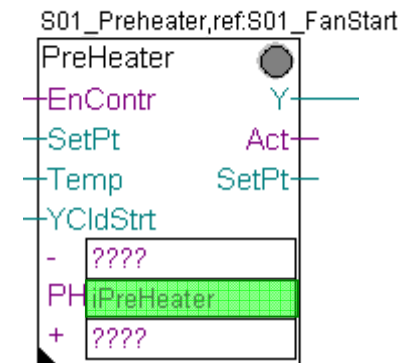 S01_Preheater,ref:S01_FanStart
PreHeater
EnContr Y
SetPt Act
Temp SetPt
YCldStrt
- ????
PH iPreHeater
+ ????